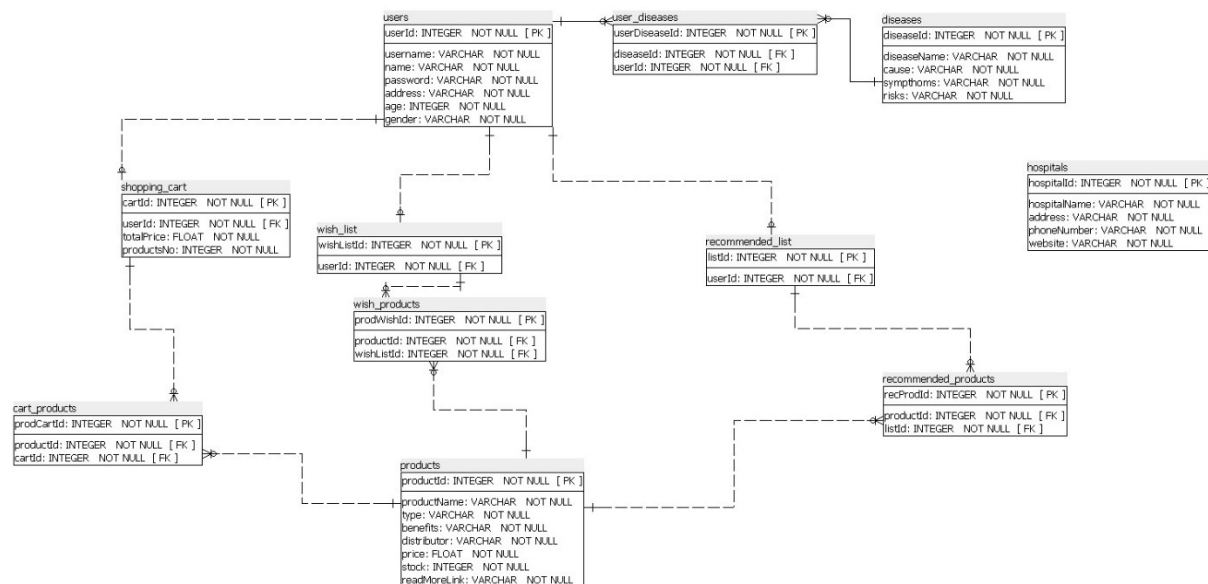 users
userId: INTEGER NOT NULL [ PK ]
username: VARCHAR NOT NULL
name: VARCHAR NOT NULL
password: VARCHAR NOT NULL
address: VARCHAR NOT NULL
age: INTEGER NOT NULL
gender: VARCHAR NOT NULL
user_diseases
userDiseaseId: INTEGER NOT NULL [ PK ]
diseaseId: INTEGER NOT NULL [ FK ]
userId: INTEGER NOT NULL [ FK ]
diseases
diseaseId: INTEGER NOT NULL [ PK ]
diseaseName: VARCHAR NOT NULL
cause: VARCHAR NOT NULL
sympthoms: VARCHAR NOT NULL
risks: VARCHAR NOT NULL
hospitals
hospitalId: INTEGER NOT NULL [ PK ]
hospitalName: VARCHAR NOT NULL
address: VARCHAR NOT NULL
phoneNumber: VARCHAR NOT NULL
website: VARCHAR NOT NULL
shopping_cart
cartId: INTEGER NOT NULL [ PK ]
userId: INTEGER NOT NULL [ FK ]
totalPrice: FLOAT NOT NULL
productsNo: INTEGER NOT NULL
wish_list
wishListId: INTEGER NOT NULL [ PK ]
userId: INTEGER NOT NULL [ FK ]
recommended_list
listId: INTEGER NOT NULL [ PK ]
userId: INTEGER NOT NULL [ FK ]
wish_products
prodWishId: INTEGER NOT NULL [ PK ]
productId: INTEGER NOT NULL [ FK ]
wishListId: INTEGER NOT NULL [ FK ]
recommended_products
recProdId: INTEGER NOT NULL [ PK ]
productId: INTEGER NOT NULL [ FK ]
listId: INTEGER NOT NULL [ FK ]
cart_products
prodCartId: INTEGER NOT NULL [ PK ]
productId: INTEGER NOT NULL [ FK ]
cartId: INTEGER NOT NULL [ FK ]
products
productId: INTEGER NOT NULL [ PK ]
productName: VARCHAR NOT NULL
type: VARCHAR NOT NULL
benefits: VARCHAR NOT NULL
distributor: VARCHAR NOT NULL
price: FLOAT NOT NULL
stock: INTEGER NOT NULL
readMoreLink: VARCHAR NOT NULL